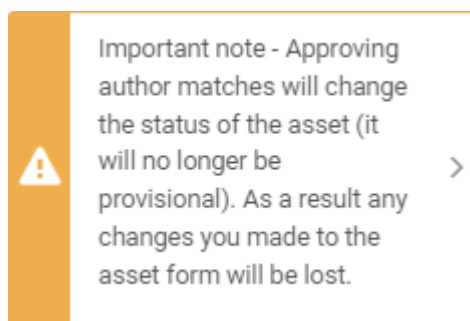 Important note - Approving
author matches will change
the status of the asset (it
will no longer be
provisional). As a result any
changes you made to the
asset form will be lost.